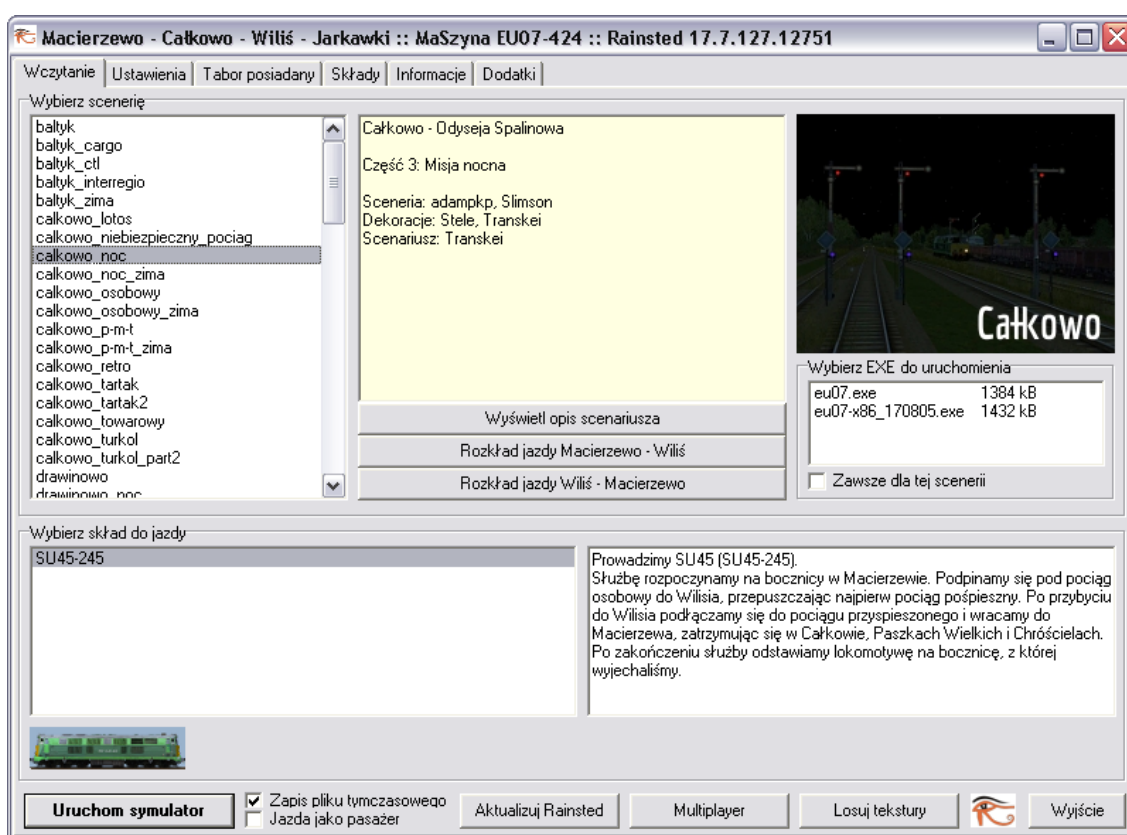 Macierzewo - Całkowo - Wiliś - Jarkawki :: MaSzyna EU07-424 :: Rainsted 17.7.127.12751
Wczytanie Ustawienia Tabor posiadany Składy Informacje Dodatki
Wybierz scenerię
baltyk
baltyk_cargo
baltyk_ctl
baltyk_interregio
baltyk_zima
calkowo_lotos
calkowo_niebiezpieczny_pociag
calkowo_noc
calkowo_noc_zima
calkowo_osobowy
calkowo_osobowy_zima
calkowo_p-m-t
calkowo_p-m-t_zima
calkowo_retro
calkowo_tartak
calkowo_tartak2
calkowo_towarowy
calkowo_turkol
calkowo_turkol_part2
drawinowo
drawinowo_noc
Całkowo - Odyseja Spalinowa
Część 3: Misja nocna
Sceneria: adampkp, Slimson
Dekoracje: Stele, Transkei
Scenariusz: Transkei
Wyświetl opis scenariusza
Rozkład jazdy Macierzewo - Wiliś
Rozkład jazdy Wiliś - Macierzewo
Całkowo
Wybierz EXE do uruchomienia
eu07.exe 1384 kB
eu07-x86_170805.exe 1432 kB
Zawsze dla tej scenerii
Wybierz skład do jazdy
SU45-245
Prowadzimy SU45 (SU45-245).
Służbę rozpoczynamy na bocznicy w Macierzewie. Podpinamy się pod pociąg
osobowy do Wilisia, przepuszczając najpierw pociąg pośpieszny. Po przybyciu
do Wilisia podłączamy się do pociągu przyspieszonego i wracamy do
Macierzewa, zatrzymując się w Całkowie, Paszkach Wielkich i Chróścielach.
Po zakończeniu służby odstawiamy lokomotywę na bocznicę, z której
wyjechaliśmy.
Uruchom symulator
Zapis pliku tymczasowego
Jazda jako pasażer
Aktualizuj Rainsted
Multiplayer
Losuj tekstury
Wyjście